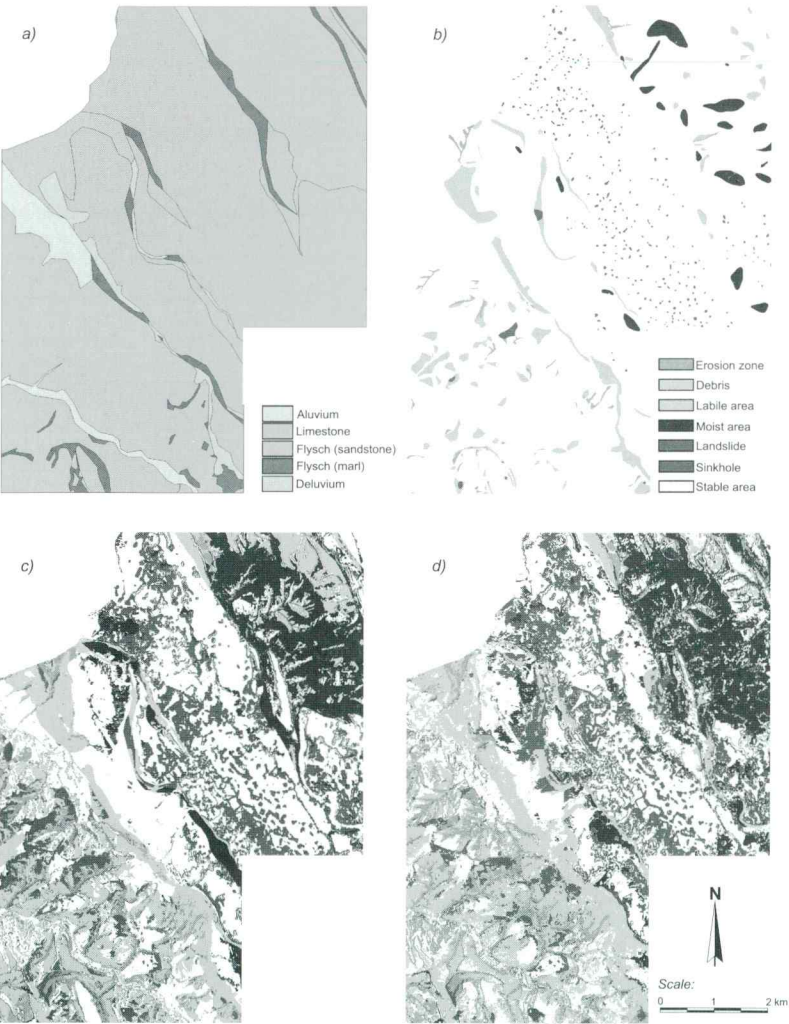 a)
b)
Aluvium
Limestone
Flysch (sandstone)
Flysch (marl)
Deluvium
Erosion zone
Debris
Labile area
Moist area
Landslide
Sinkhole
Stable area
c)
d)
N
Scale:
0 1 2 km